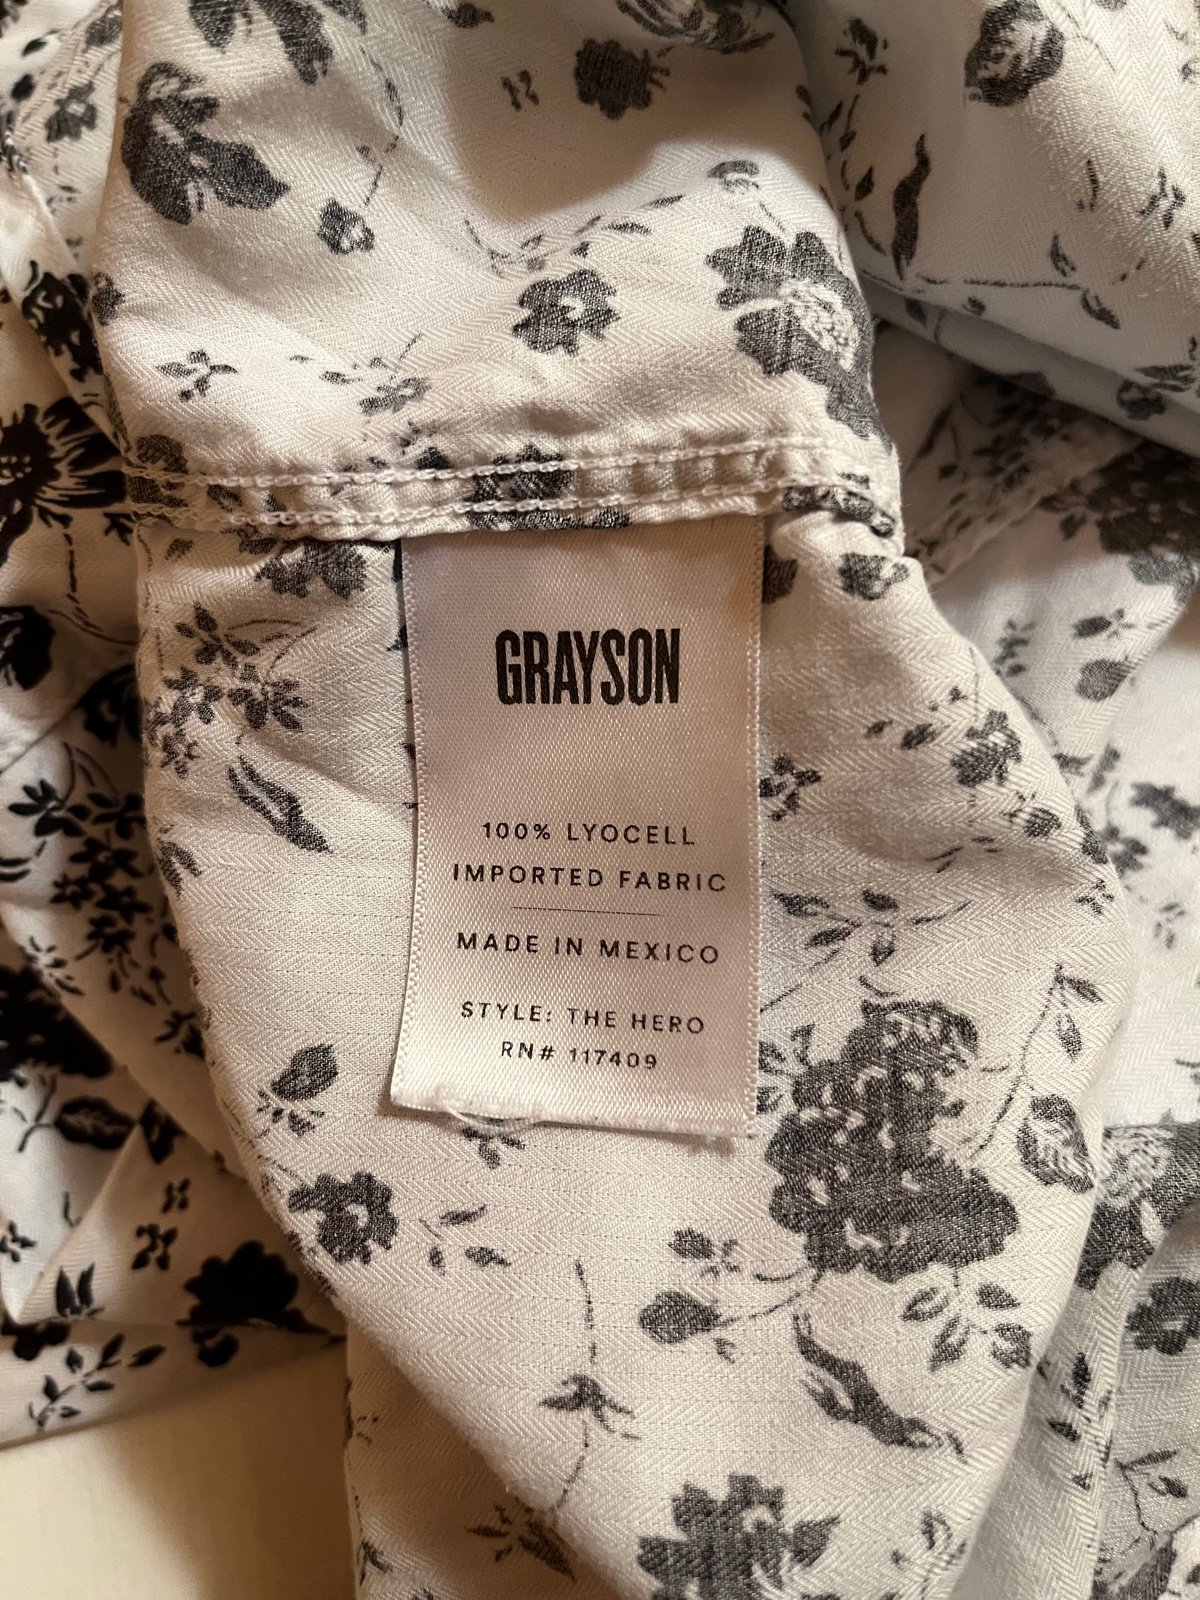 GRAYSON
100% LYOCELL
IMPORTED FABRIC
MADE IN MEXICO
STYLE: THE HERO
RN# 117409